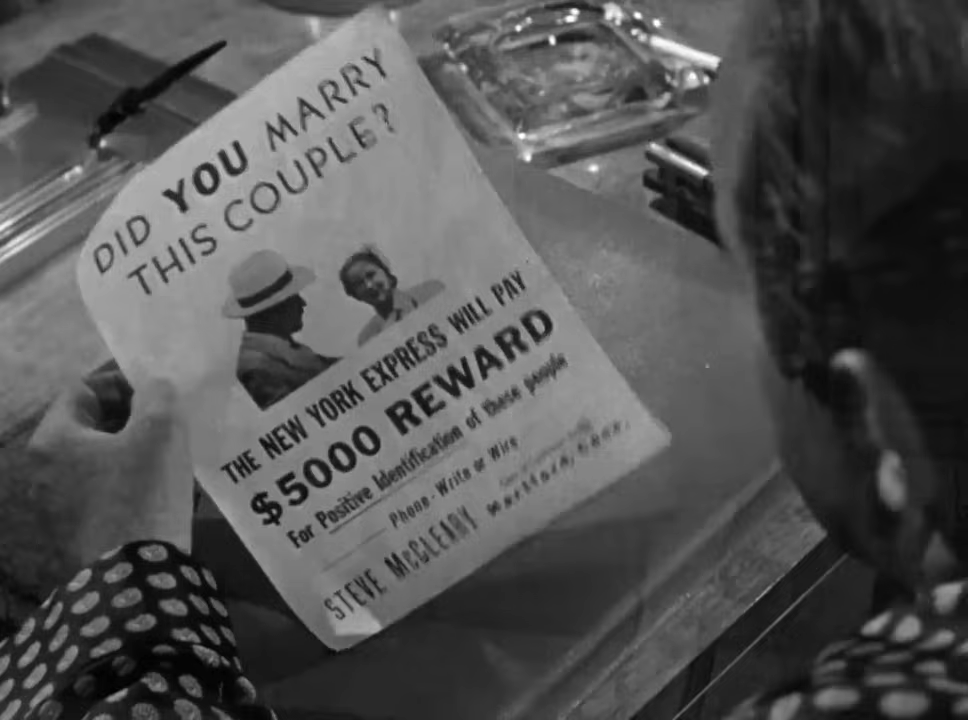 DID YOU MARRY
THIS COUPLE?
THE NEW YORK EXPRESS WILL PAY
$5000 REWARD
For Positive Identification of these people
Phone - Write or Wire
STEVE McCLEARY